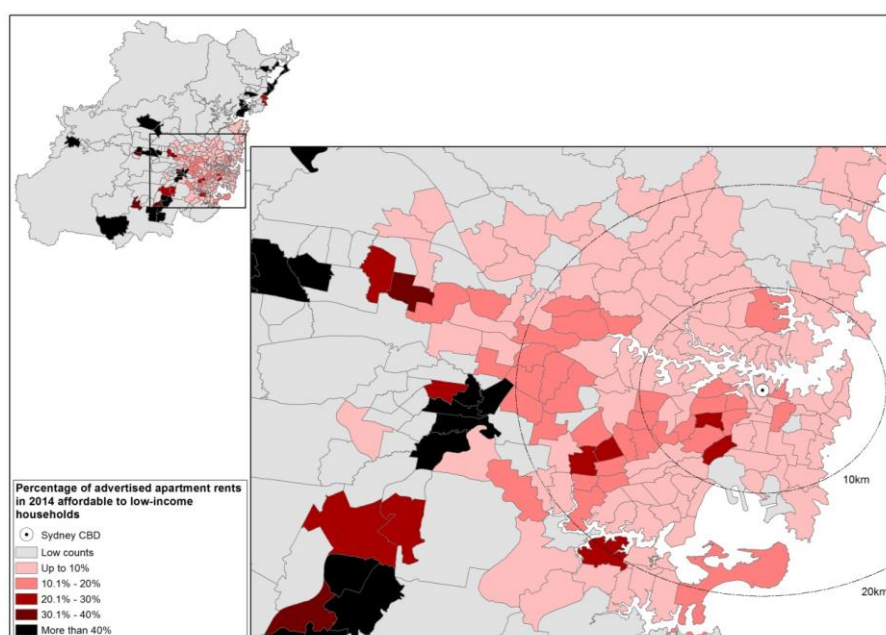 10km
20km
Percentage of advertised apartment rents
in 2014 affordable to low-income
households
Sydney CBD
Low counts
Up to 10%
10.1% - 20%
20.1% - 30%
30.1% - 40%
More than 40%